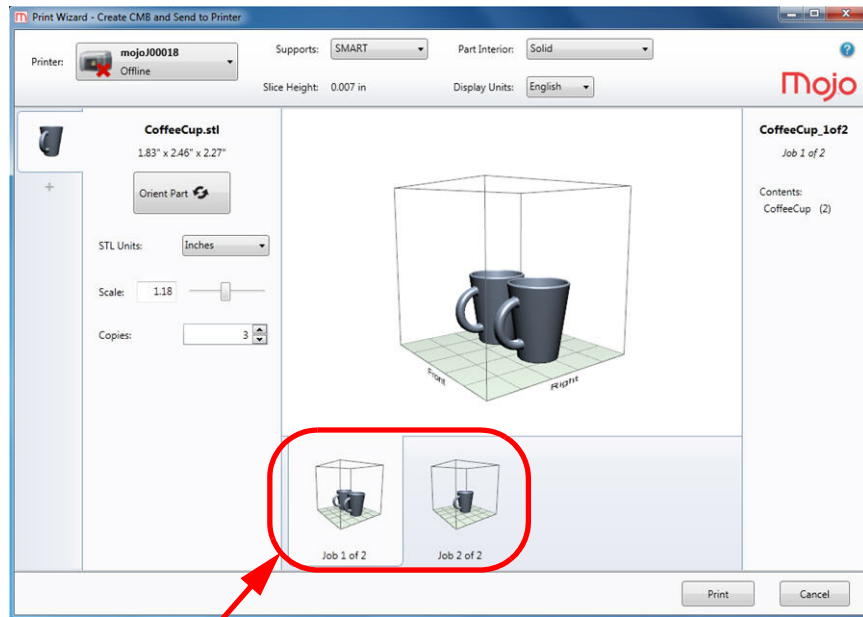 Print Wizard - Create CMB and Send to Printer
Printer:
mojoJ00018
Offline
Supports:
SMART
Part Interior:
Solid
Slice Height:
0.007 in
Display Units:
English
mojo
CoffeeCup.stl
1.83" x 2.46" x 2.27"
Orient Part
STL Units:
Inches
Scale:
1.18
Copies:
3
Front
Right
CoffeeCup_1of2
Job 1 of 2
Contents:
CoffeeCup (2)
Job 1 of 2
Job 2 of 2
Print
Cancel